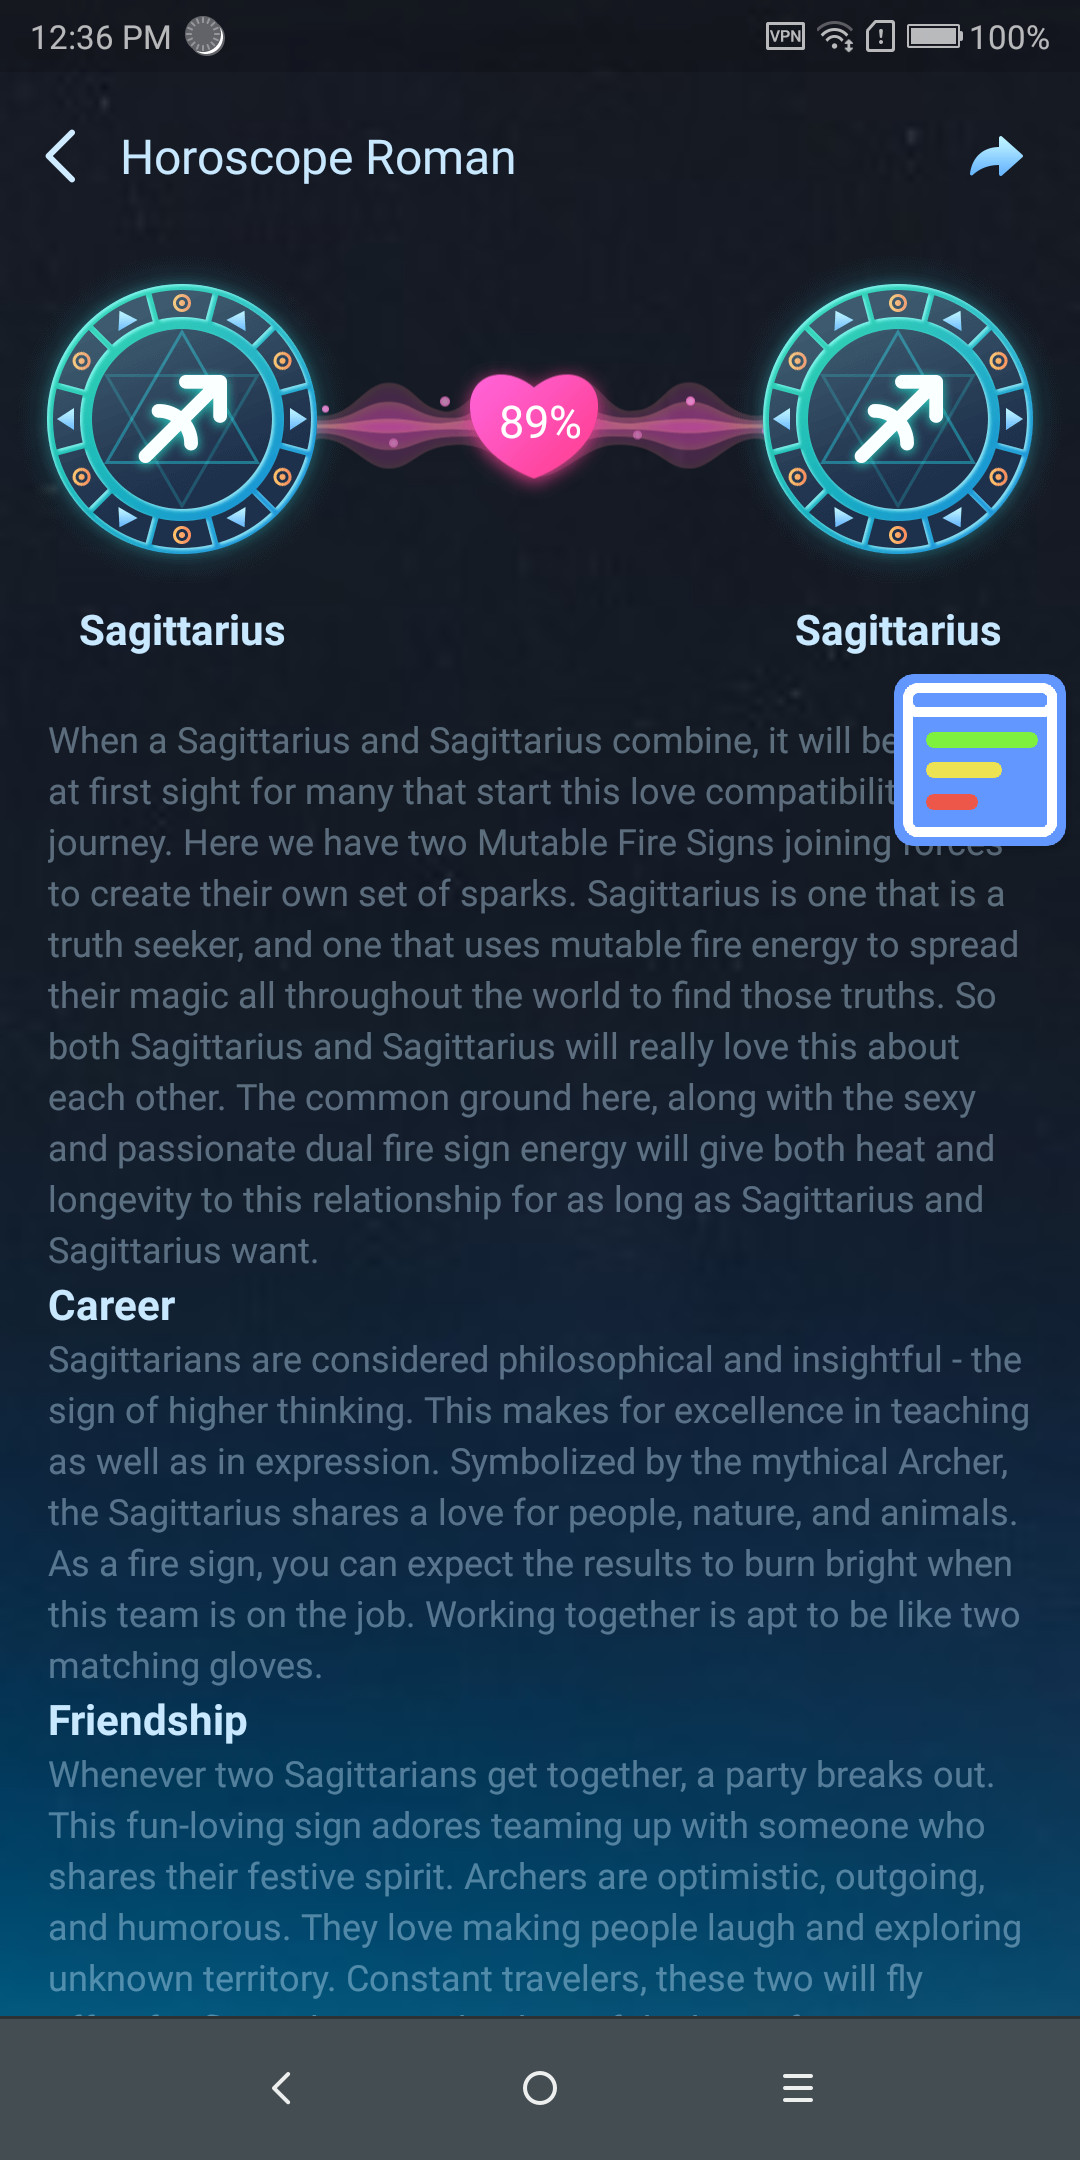 12:36 PM
VPN
100%
Horoscope Roman
89%
Sagittarius
Sagittarius
When a Sagittarius and Sagittarius combine, it will be
at first sight for many that start this love
journey. Here we have two Mutable Fire Signs joining forces
to create their own set of sparks. Sagittarius is one that is a
truth seeker, and one that uses mutable fire energy to spread
their magic all throughout the world to find those truths. So
both Sagittarius and Sagittarius will really love this about
each other. The common ground here, along with the sexy
and passionate dual fire sign energy will give both heat and
longevity to this relationship for as long as Sagittarius and
Sagittarius want.
Career
Sagittarians are considered philosophical and insightful - the
sign of higher thinking. This makes for excellence in teaching
as well as in expression. Symbolized by the mythical Archer,
the Sagittarius shares a love for people, nature, and animals.
As a fire sign, you can expect the results to burn bright when
this team is on the job. Working together is apt to be like two
matching gloves.
Friendship
Whenever two Sagittarians get together, a party breaks out.
This fun-loving sign adores teaming up with someone who
shares their festive spirit. Archers are optimistic, outgoing,
and humorous. They love making people laugh and exploring
unknown territory. Constant travelers, these two will fly